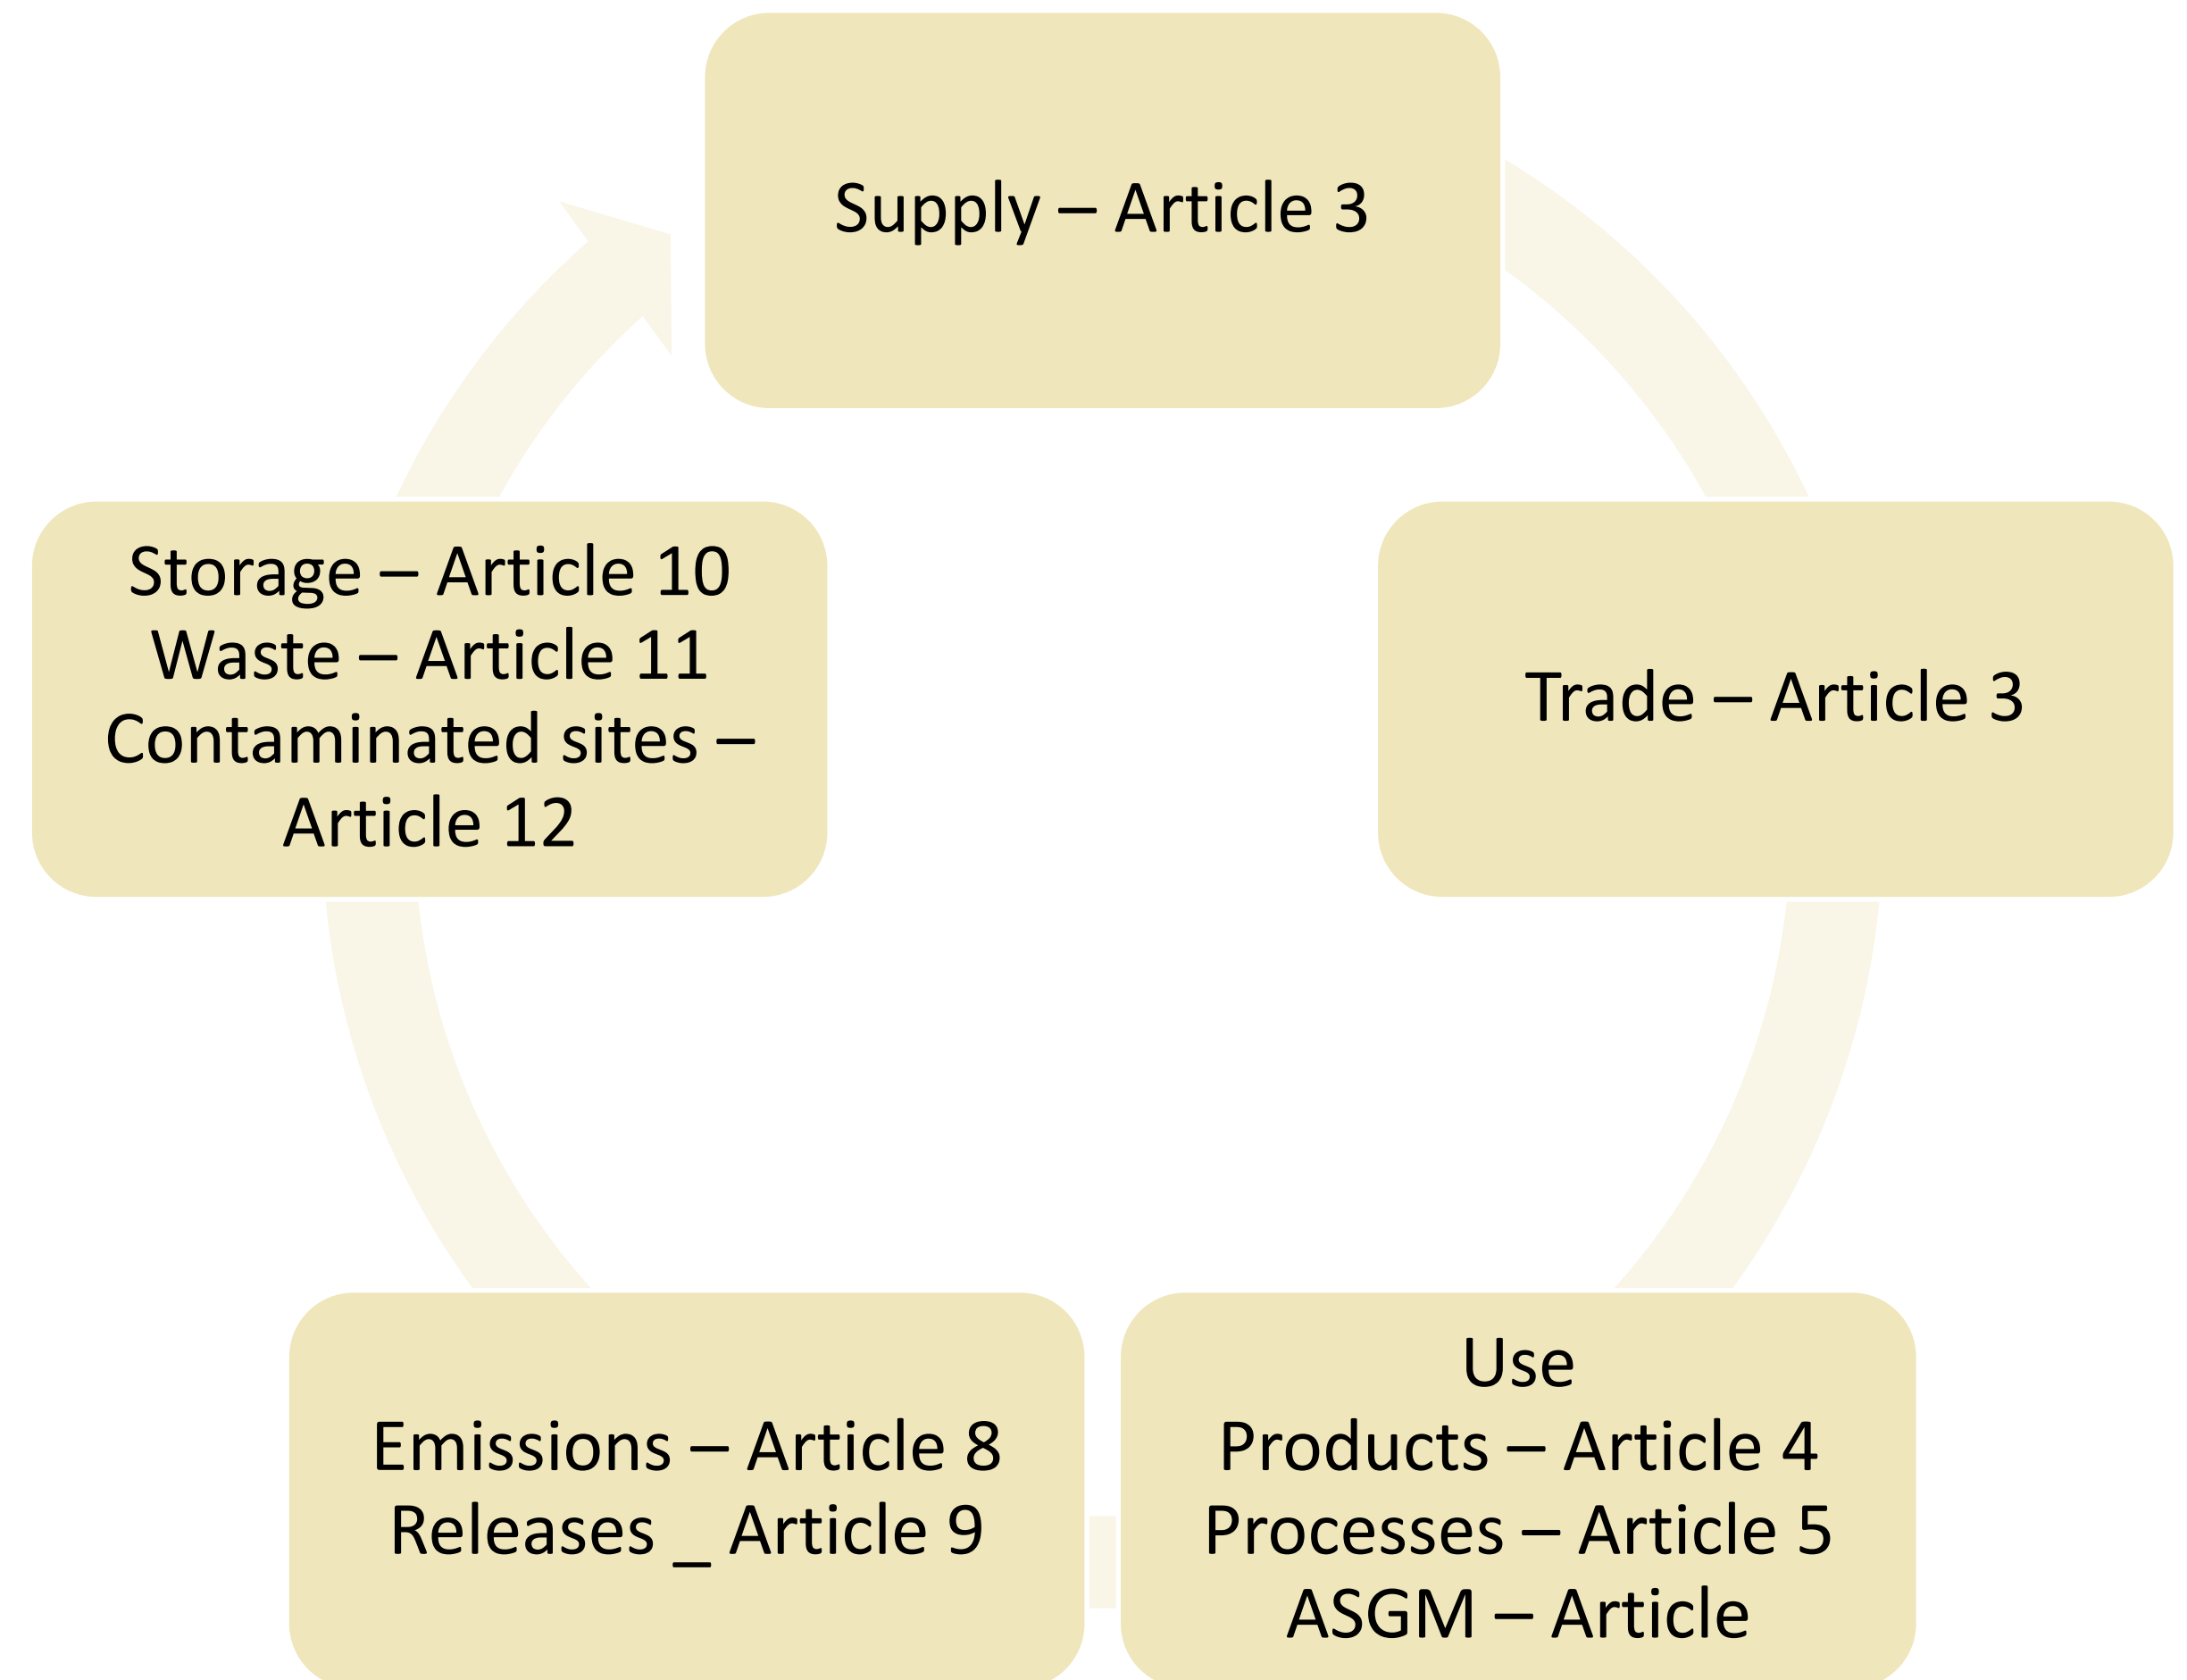 Supply – Article 3
Trade – Article 3
Use
Products – Article 4
Processes – Article 5
ASGM – Article
Emissions – Article 8
Releases _ Article 9
Storage – Article 10
Waste – Article 11
Contaminated sites –
Article 12